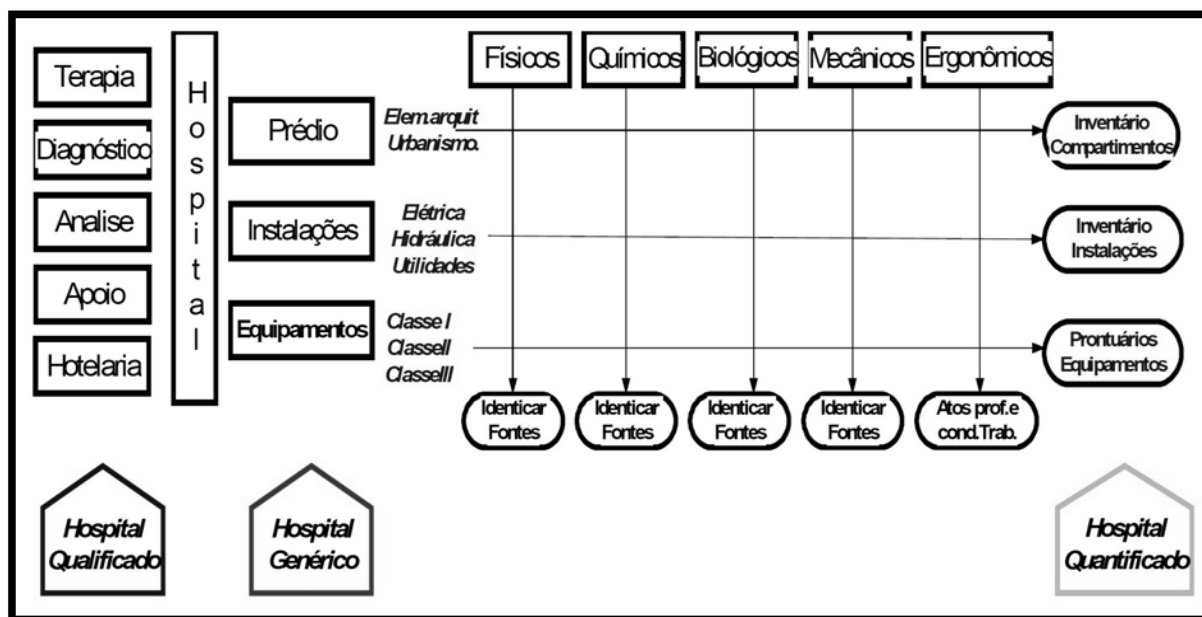 Terapia
Diagnóstico
Analise
Apoio
Hotelaria
Hospital
Prédio
Instalações
Equipamentos
Elem.arquit
Urbanismo.
Elétrica
Hidráulica
Utilidades
Classe I
ClasseII
ClasseIII
Físicos
Químicos
Biológicos
Mecânicos
Ergonômicos
Inventário
Compartimentos
Inventário
Instalações
Prontuários
Equipamentos
Identicar
Fontes
Identicar
Fontes
Identicar
Fontes
Identicar
Fontes
Atos prof.e
cond.Trab.
Hospital
Qualificado
Hospital
Genérico
Hospital
Quantificado